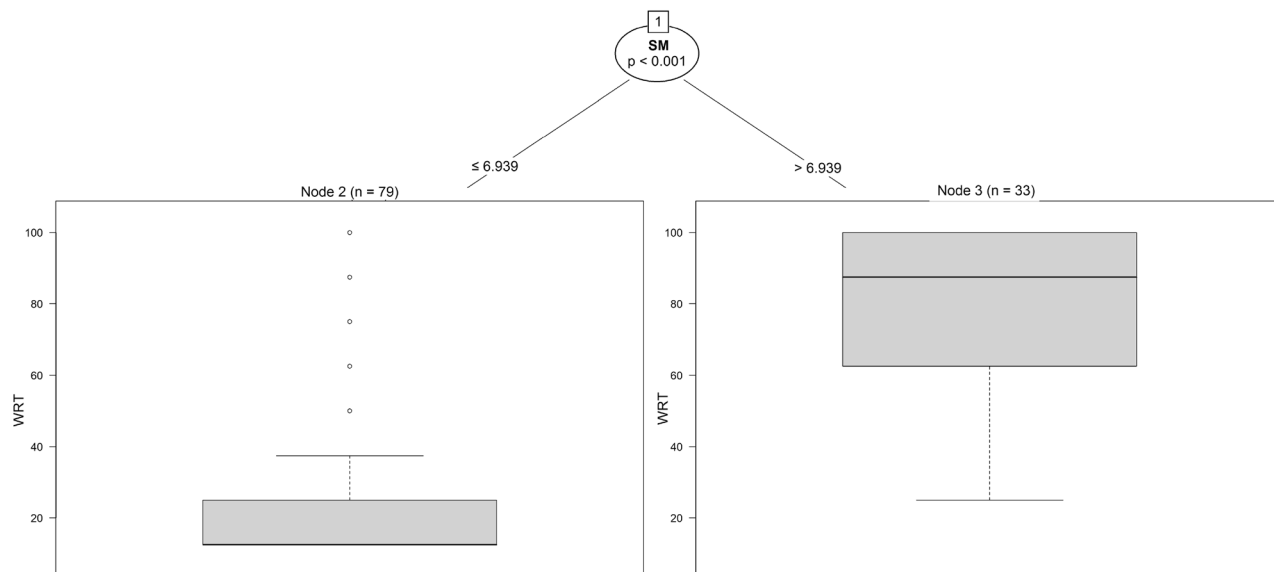 1
SM
p < 0.001
≤ 6.939
> 6.939
Node 2 (n = 79)
100
80
60
40
20
WRT
Node 3 (n = 33)
100
80
60
40
20
WRT